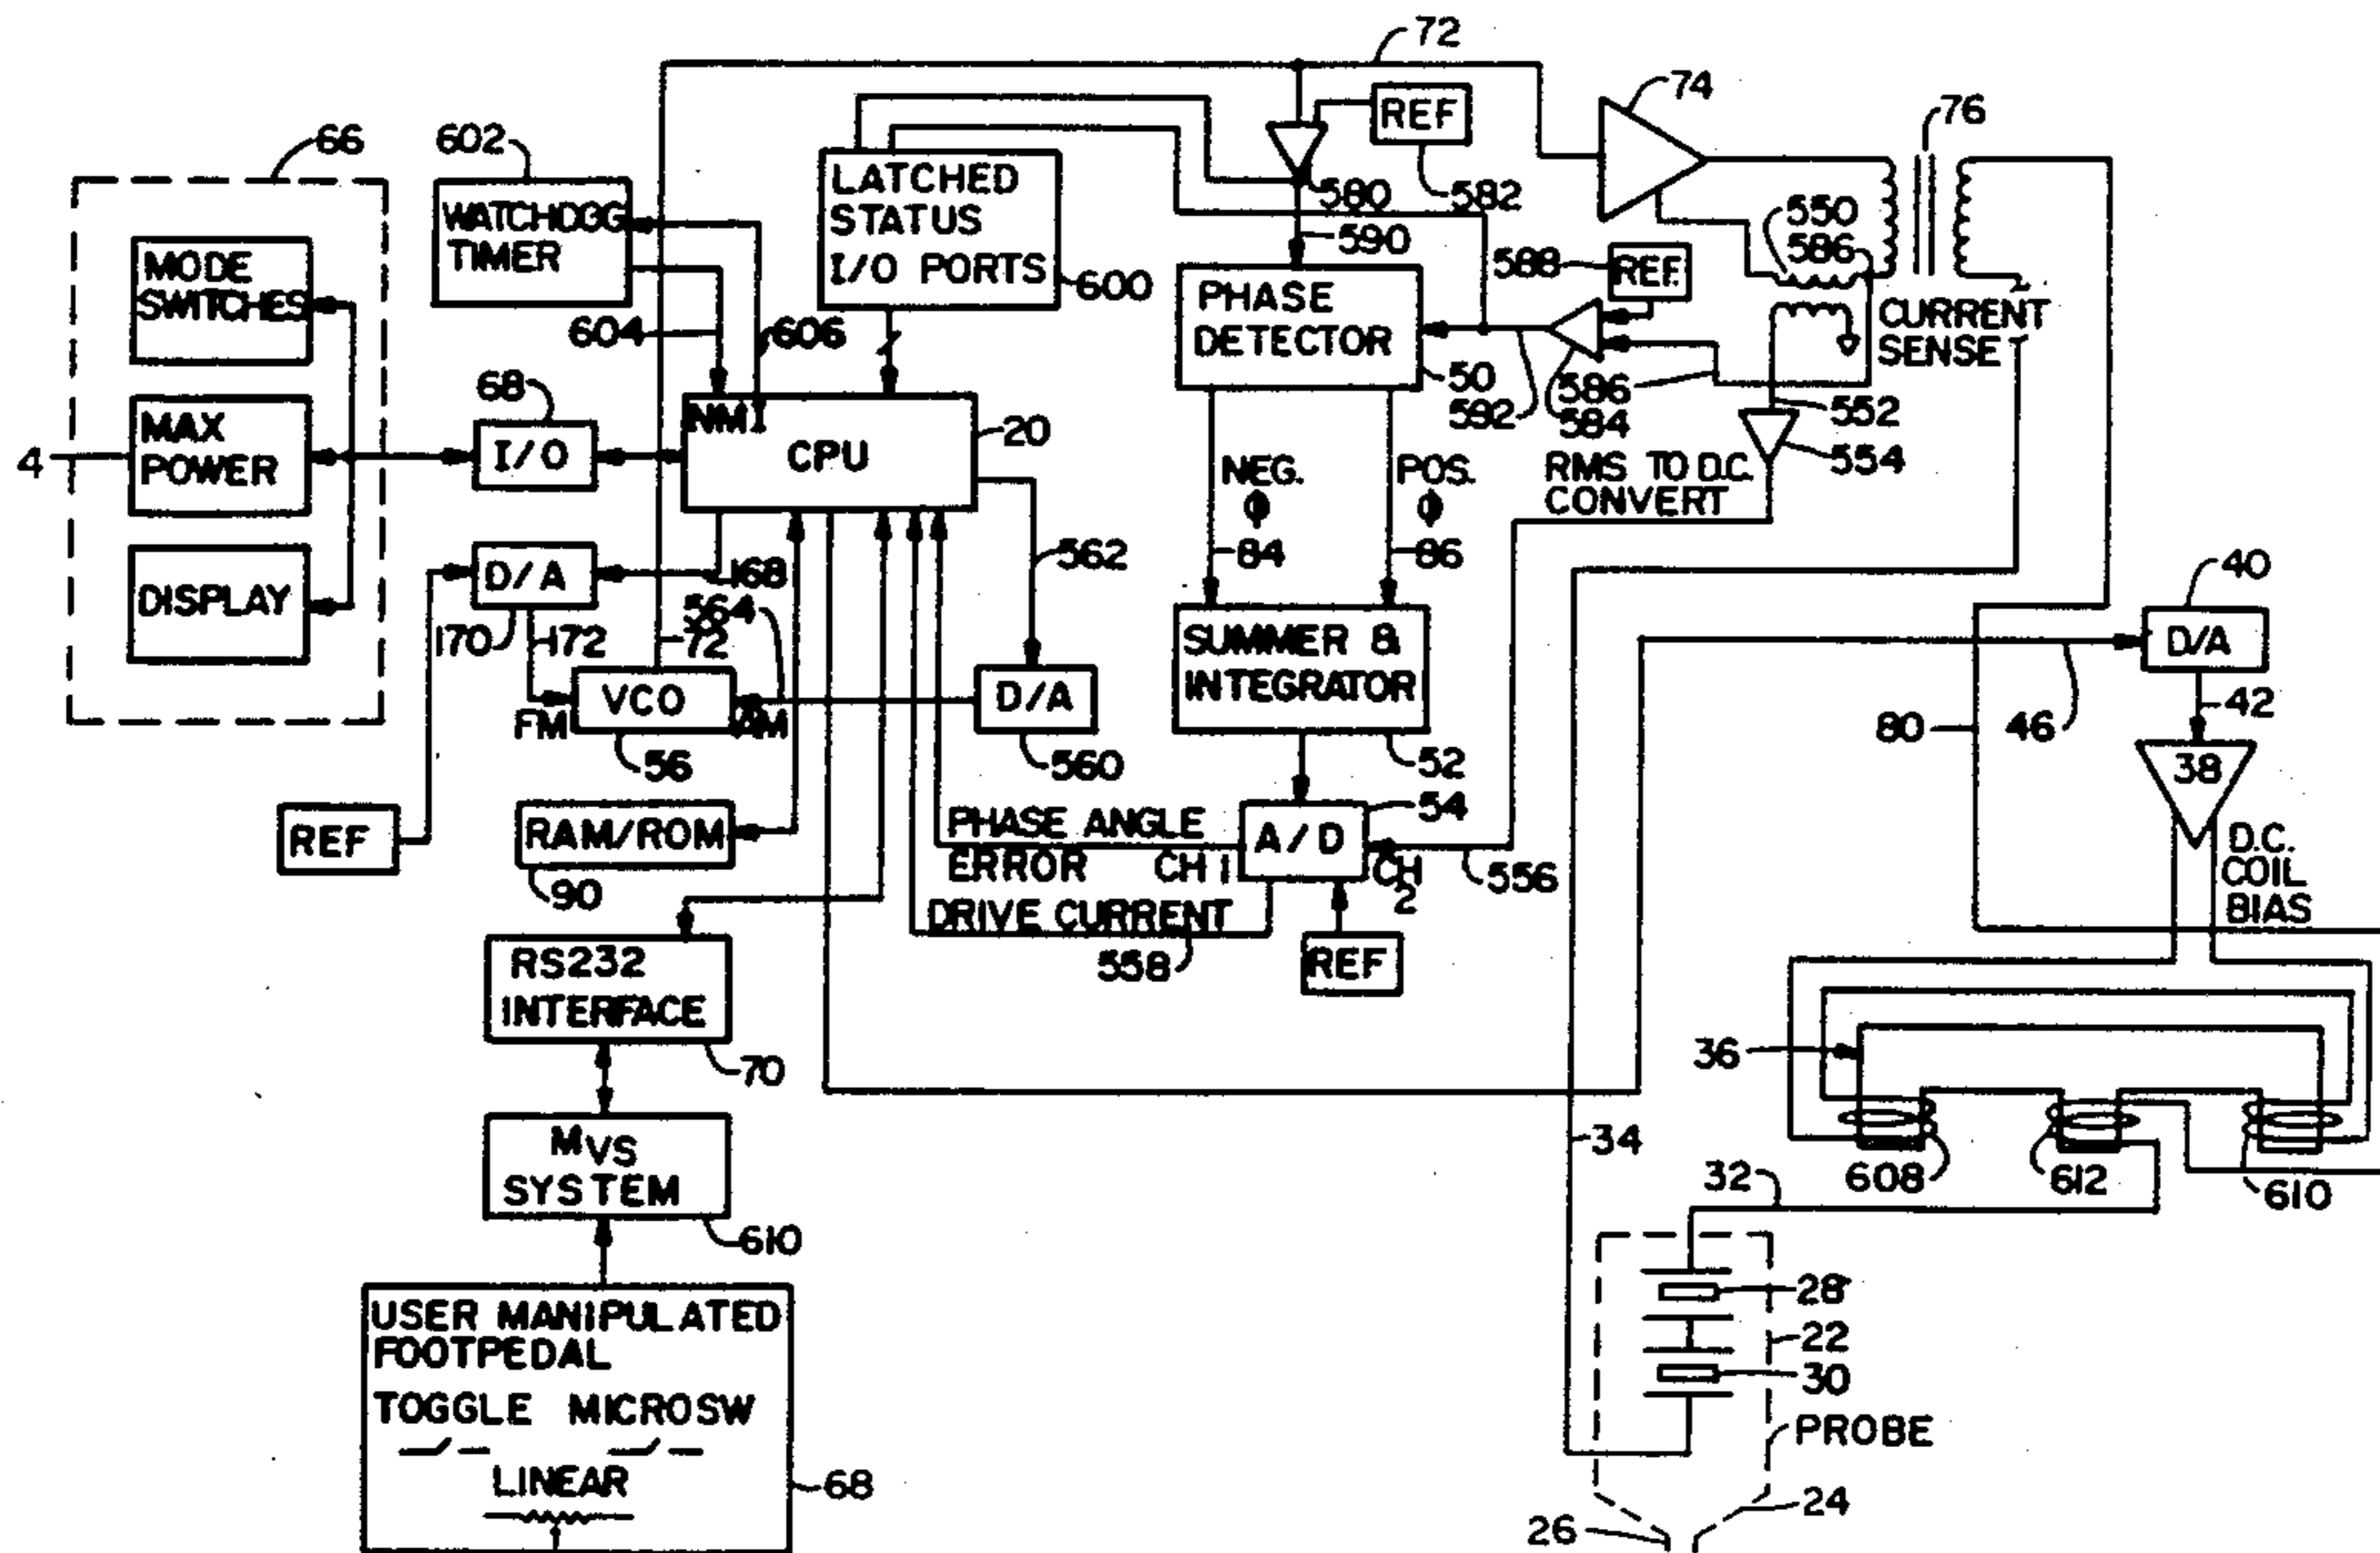 72
74
76
66
602
REF
LATCHED
STATUS
I/O PORTS
580
582
550
586
WATCHDOG
TIMER
590
588
REF.
MODE
SWITCHES
600
PHASE
DETECTOR
CURRENT
SENSE
604
606
50
586
592
584
552
68
MAX
POWER
4
I/O
NMI
CPU
20
554
NEG.
Φ
POS.
Φ
RMS TO D.C.
CONVERT
84
86
562
40
DISPLAY
D/A
168
564
170
172
72
SUMMER &
INTEGRATOR
D/A
VCO
FM
AM
D/A
42
80
46
56
560
52
38
54
REF
RAM/ROM
PHASE ANGLE
ERROR
CH 1
A/D
CH
2
556
D.C.
COIL
BIAS
90
DRIVE CURRENT
558
REF
RS232
INTERFACE
36
70
34
MVS
SYSTEM
32
608
612
610
610
USER MANIPULATED
FOOTPEDAL
28
22
30
TOGGLE MICROSW
PROBE
LINEAR
68
24
26